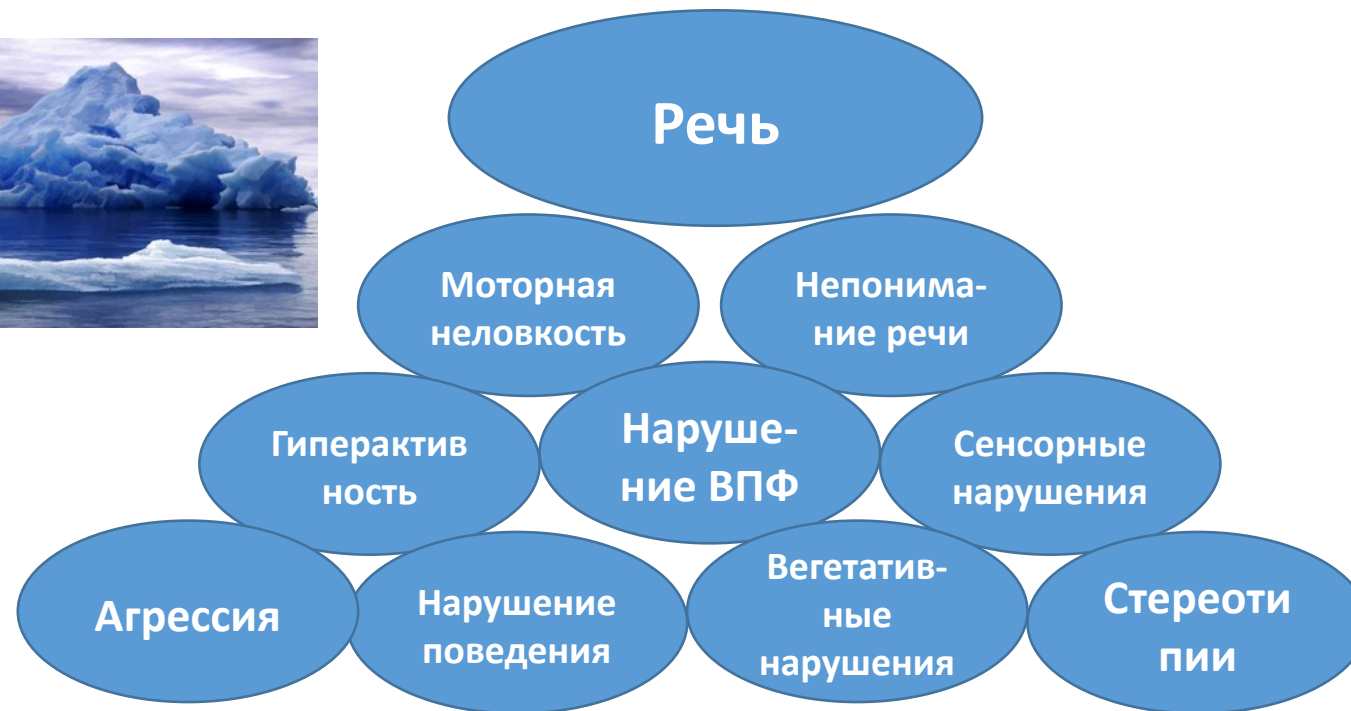 Речь
Моторная
неловкость
Непонима-
ние речи
Гиперактив
ность
Наруше-
ние ВПФ
Сенсорные
нарушения
Агрессия
Нарушение
поведения
Вегетатив-
ные
нарушения
Стереоти
пии